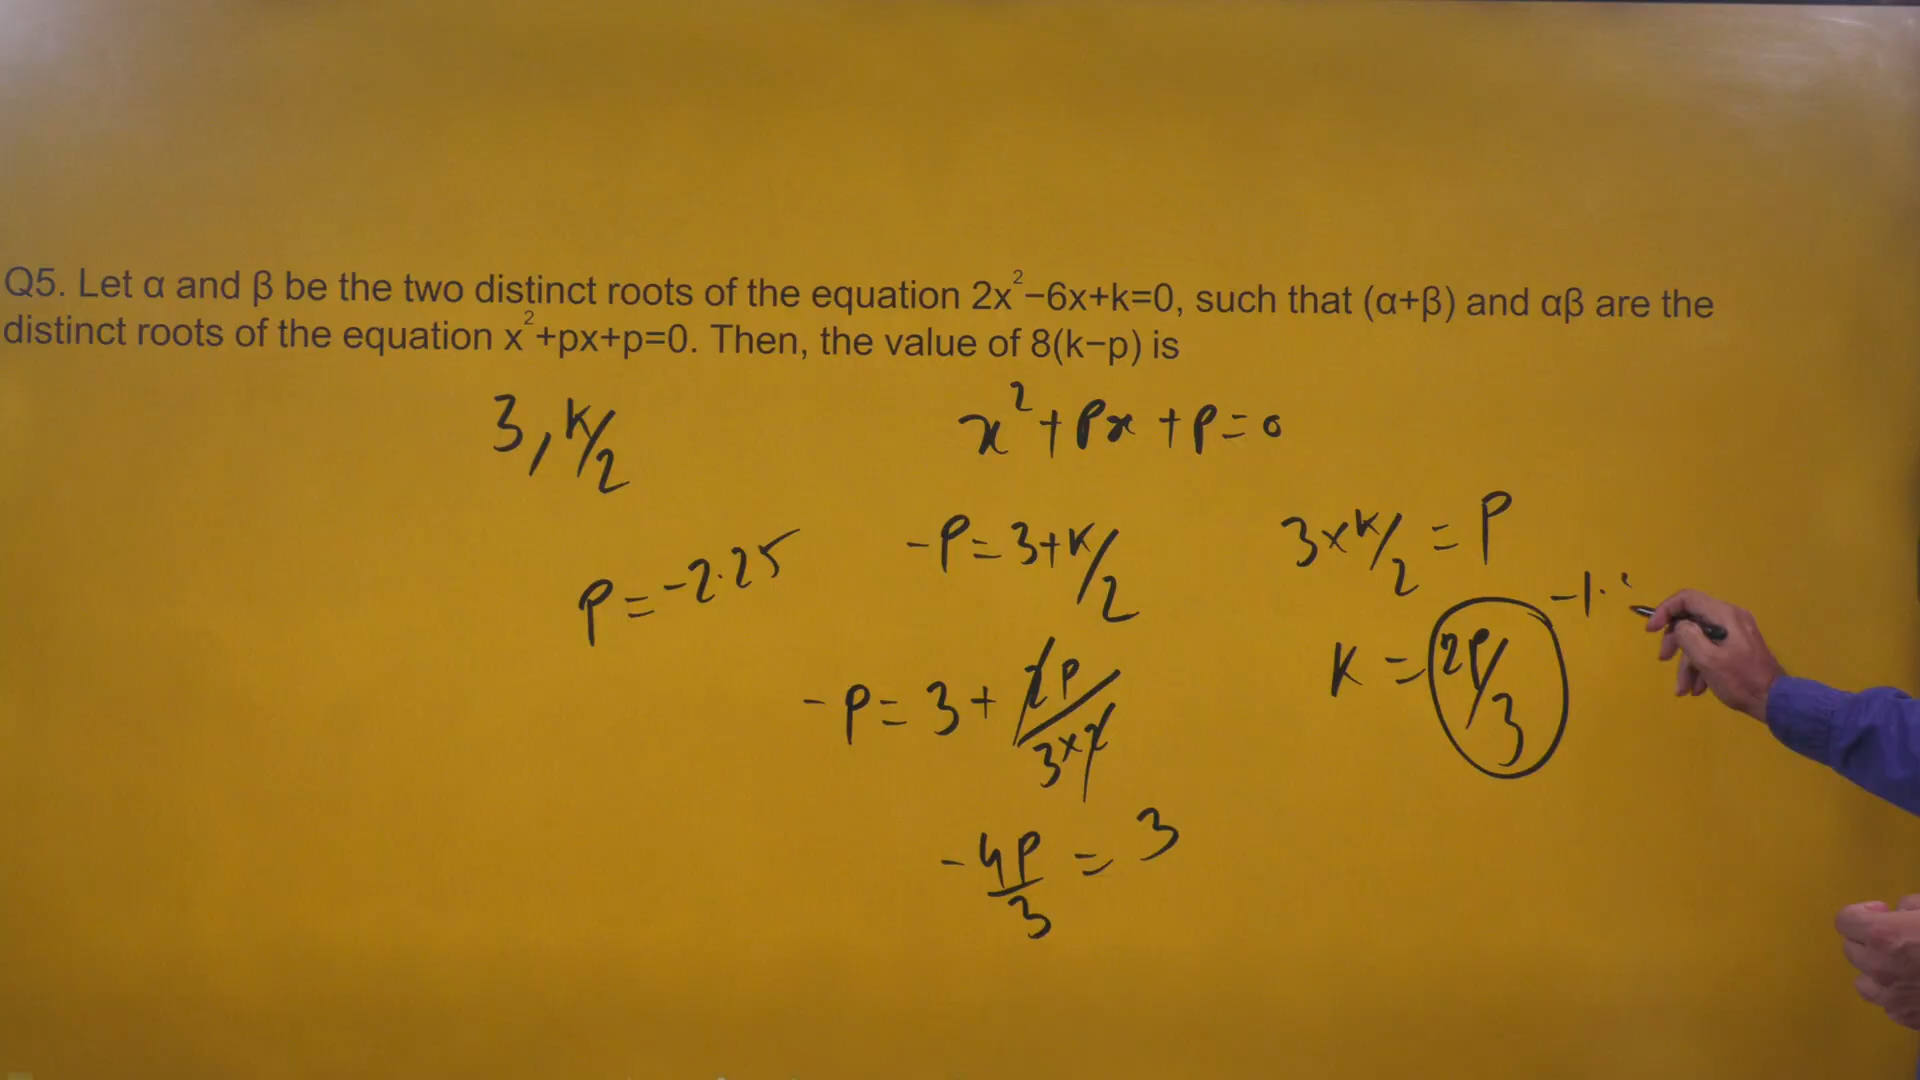 Q5. Let α and β be the two distinct roots of the equation 2x²−6x+k=0, such that (α+β) and αβ are the
distinct roots of the equation x²+px+p=0. Then, the value of 8(k−p) is
3, k/2
x² + Px + P = 0
P = -2.25
-P = 3 + K/2
3 × K/2 = P
-P = 3 + 2P/3×2
K = 2P/3
-1.
-4P/3 = 3